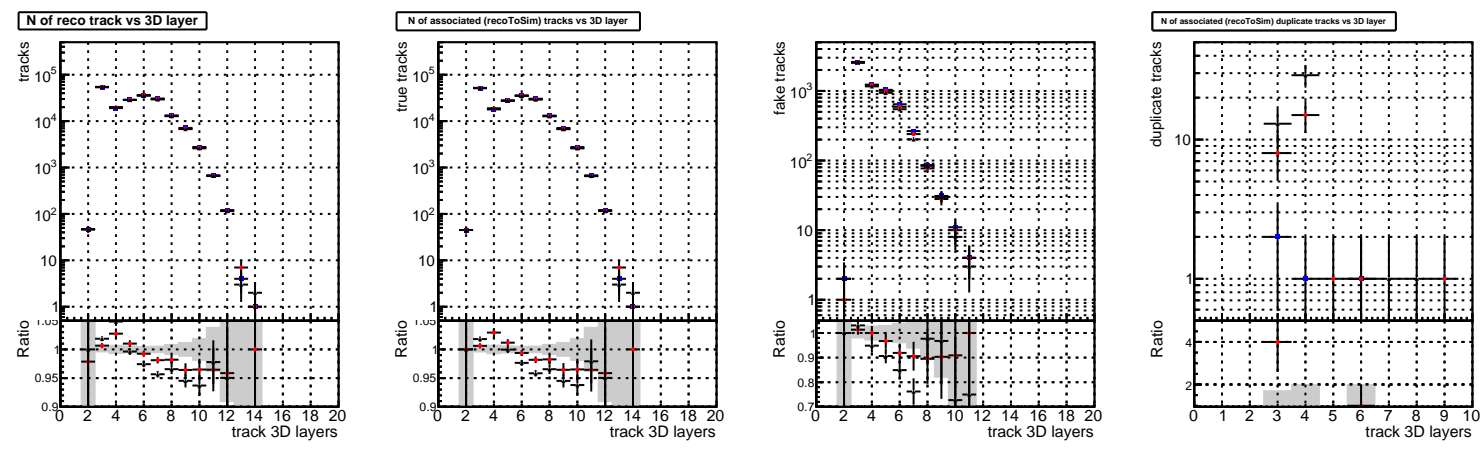 N of reco track vs 3D layer
tracks
10^5
10^4
10^3
10^2
10
1
Ratio
1.05
1
0.95
0.9
0 2 4 6 8 10 12 14 16 18 20
track 3D layers
N of associated (recoToSim) tracks vs 3D layer
true tracks
10^5
10^4
10^3
10^2
10
1
Ratio
1.05
1
0.95
0.9
0 2 4 6 8 10 12 14 16 18 20
track 3D layers
fake tracks
10^3
10^2
10
1
Ratio
1
0.9
0.8
0.7
0 2 4 6 8 10 12 14 16 18 20
track 3D layers
N of associated (recoToSim) duplicate tracks vs 3D layer
duplicate tracks
10
1
Ratio
4
2
0 1 2 3 4 5 6 7 8 9 10
track 3D layers